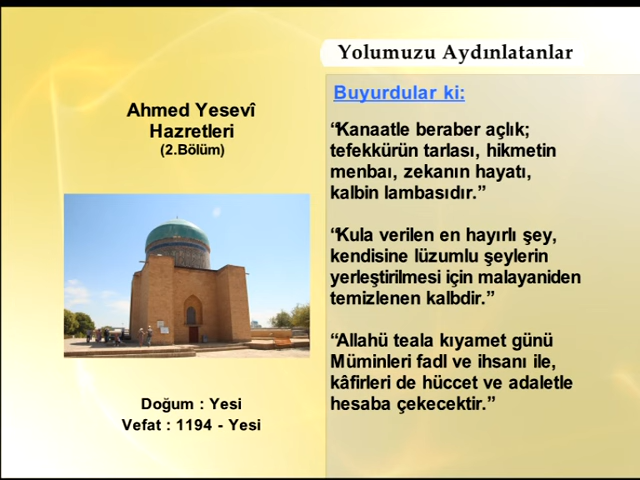 Yolumuzu Aydınlatanlar
Ahmed Yesevî
Hazretleri
(2.Bölüm)
Doğum : Yesi
Vefat : 1194 - Yesi
Buyurdular ki:
“Kanaatle beraber açlık;
tefekkürün tarlası, hikmetin
menbaı, zekanın hayatı,
kalbin lambasıdır.”
“Kula verilen en hayırlı şey,
kendisine lüzumlu şeylerin
yerleştirilmesi için malayaniden
temizlenen kalbdir.”
“Allahü teala kıyamet günü
Müminleri fadl ve ihsanı ile,
kâfirleri de hüccet ve adaletle
hesaba çekecektir.”